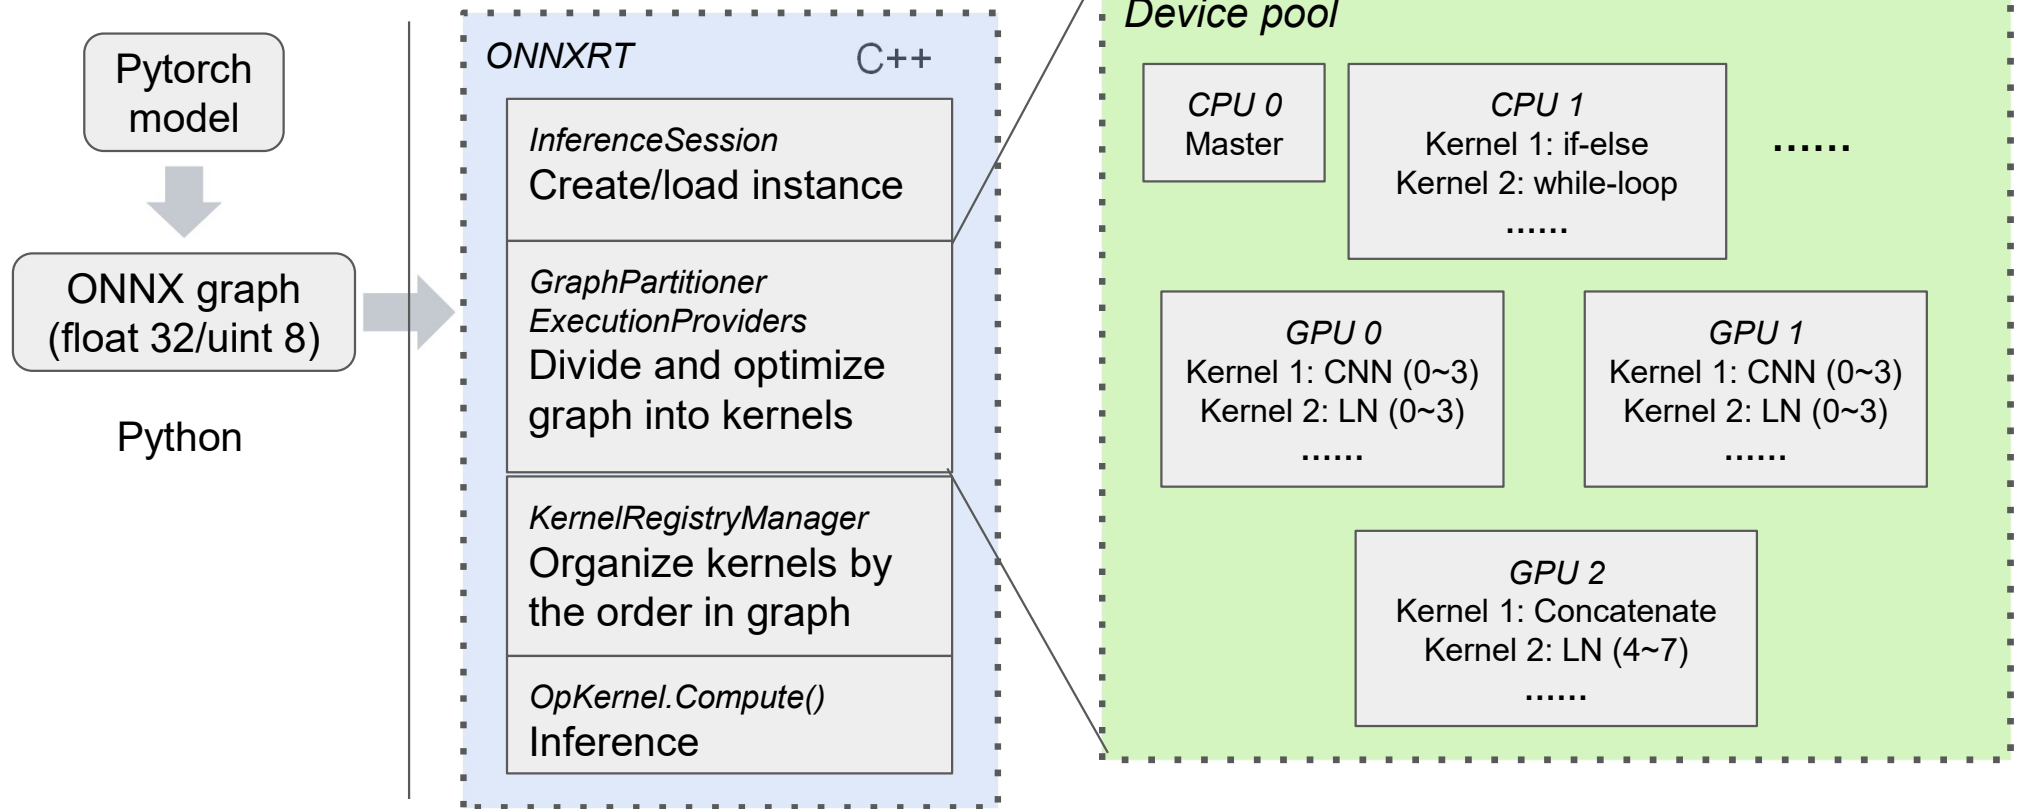 Pytorch
model
ONNX graph
(float 32/uint 8)
Python
ONNXRT
C++
InferenceSession
Create/load instance
GraphPartitioner
ExecutionProviders
Divide and optimize
graph into kernels
KernelRegistryManager
Organize kernels by
the order in graph
OpKernel.Compute()
Inference
Device pool
CPU 0
Master
CPU 1
Kernel 1: if-else
Kernel 2: while-loop
......
......
GPU 0
Kernel 1: CNN (0~3)
Kernel 2: LN (0~3)
......
GPU 1
Kernel 1: CNN (0~3)
Kernel 2: LN (0~3)
......
GPU 2
Kernel 1: Concatenate
Kernel 2: LN (4~7)
......